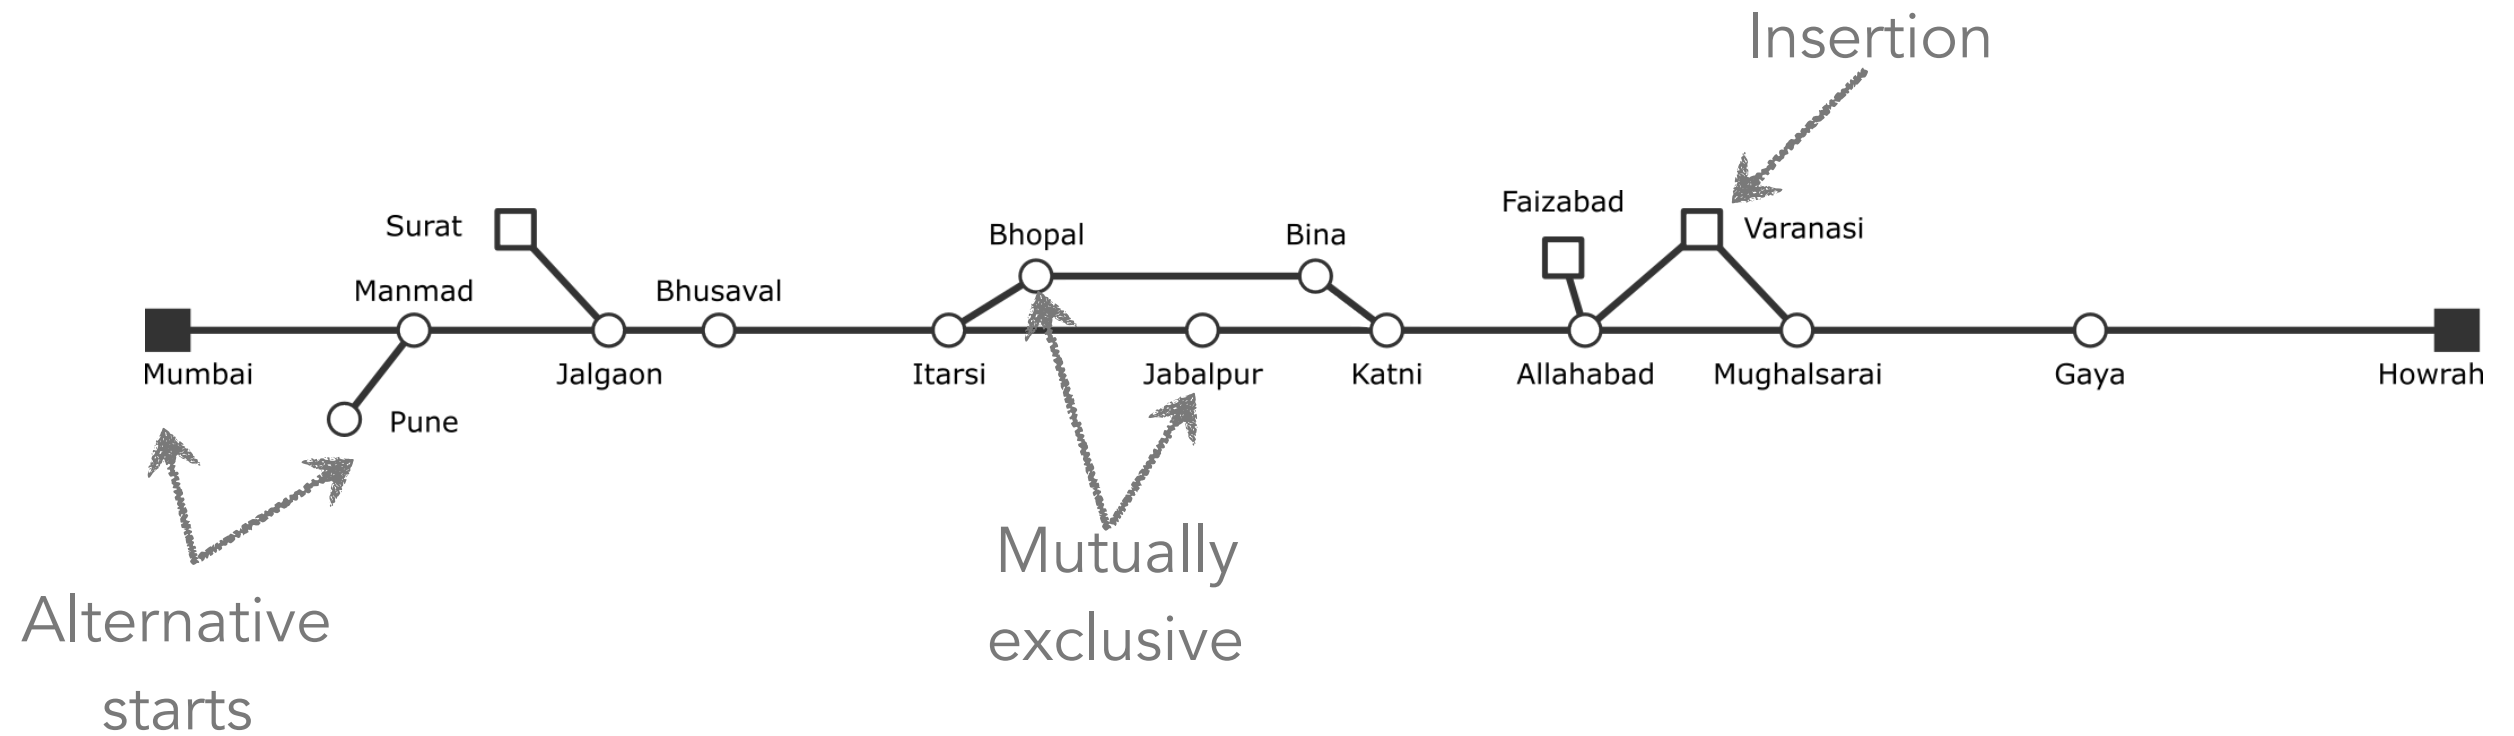 Insertion
Faizabad
Surat
Varanasi
Bhopal
Bina
Manmad
Bhusaval
Mumbai
Jalgaon
Itarsi
Jabalpur
Katni
Allahabad
Mughalsarai
Gaya
Howrah
Pune
Mutually
exclusive
Alternative
starts